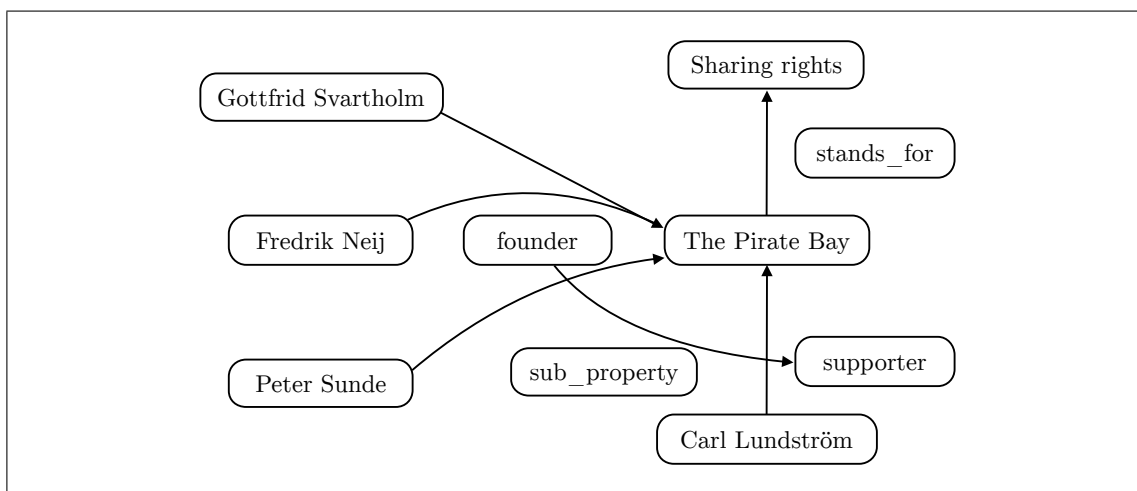 Sharing rights
Gottfrid Svartholm
stands_for
Fredrik Neij
founder
The Pirate Bay
sub_property
supporter
Peter Sunde
Carl Lundström